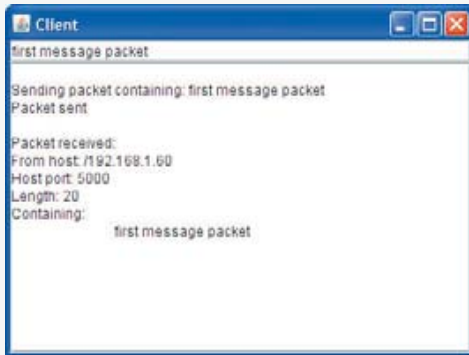 Client
first message packet
Sending packet containing: first message packet
Packet sent
Packet received:
From host: /192.168.1.60
Host port: 5000
Length: 20
Containing:
first message packet